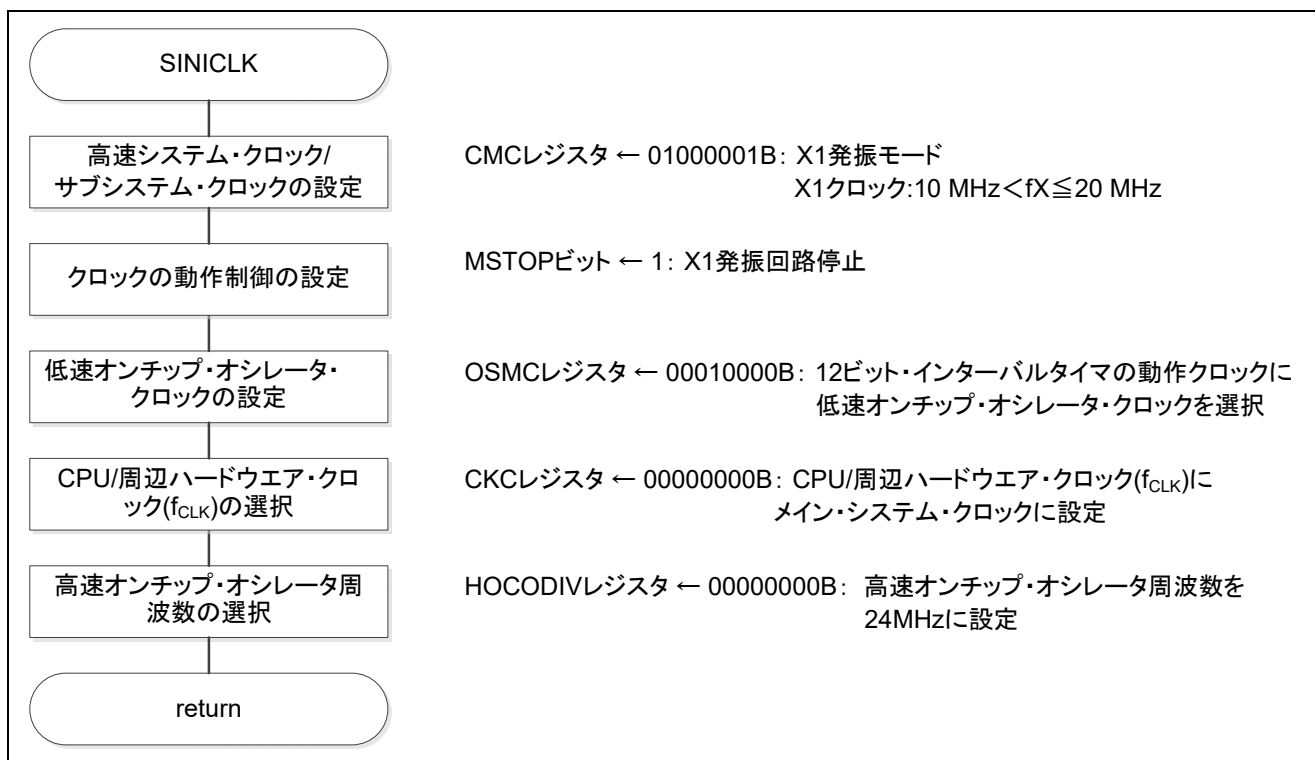 SINICLK
高速システム・クロック/
サブシステム・クロックの設定
CMCレジスタ ← 01000001B: X1発振モード
X1クロック:10 MHz＜fX≦20 MHz
クロックの動作制御の設定
MSTOPビット ← 1: X1発振回路停止
低速オンチップ・オシレータ・
クロックの設定
OSMCレジスタ ← 00010000B: 12ビット・インターバルタイマの動作クロックに
低速オンチップ・オシレータ・クロックを選択
CPU/周辺ハードウエア・クロ
ック(fCLK)の選択
CKCレジスタ ← 00000000B: CPU/周辺ハードウエア・クロック(fCLK)に
メイン・システム・クロックに設定
高速オンチップ・オシレータ周
波数の選択
HOCODIVレジスタ ← 00000000B: 高速オンチップ・オシレータ周波数を
24MHzに設定
return